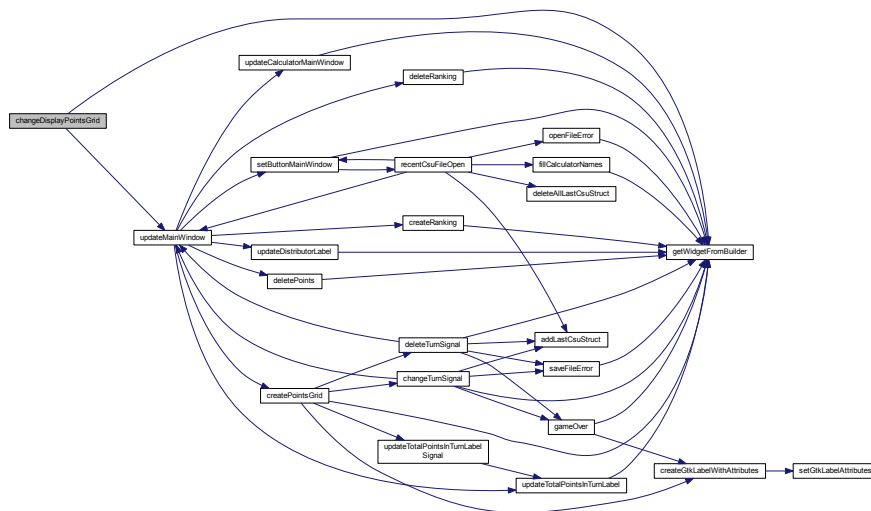 updateCalculatorMainWindow
deleteRanking
changeDisplayPointsGrid
openFileError
setButtonMainWindow
recentCsuFileOpen
fillCalculatorNames
deleteAllLastCsuStruct
createRanking
updateMainWindow
updateDistributorLabel
getWidgetFromBuilder
deletePoints
addLastCsuStruct
deleteTurnSignal
saveFileError
changeTurnSignal
createPointsGrid
gameOver
updateTotalPointsInTurnLabel
Signal
createGtkLabelWithAttributes
setGtkLabelAttributes
updateTotalPointsInTurnLabel